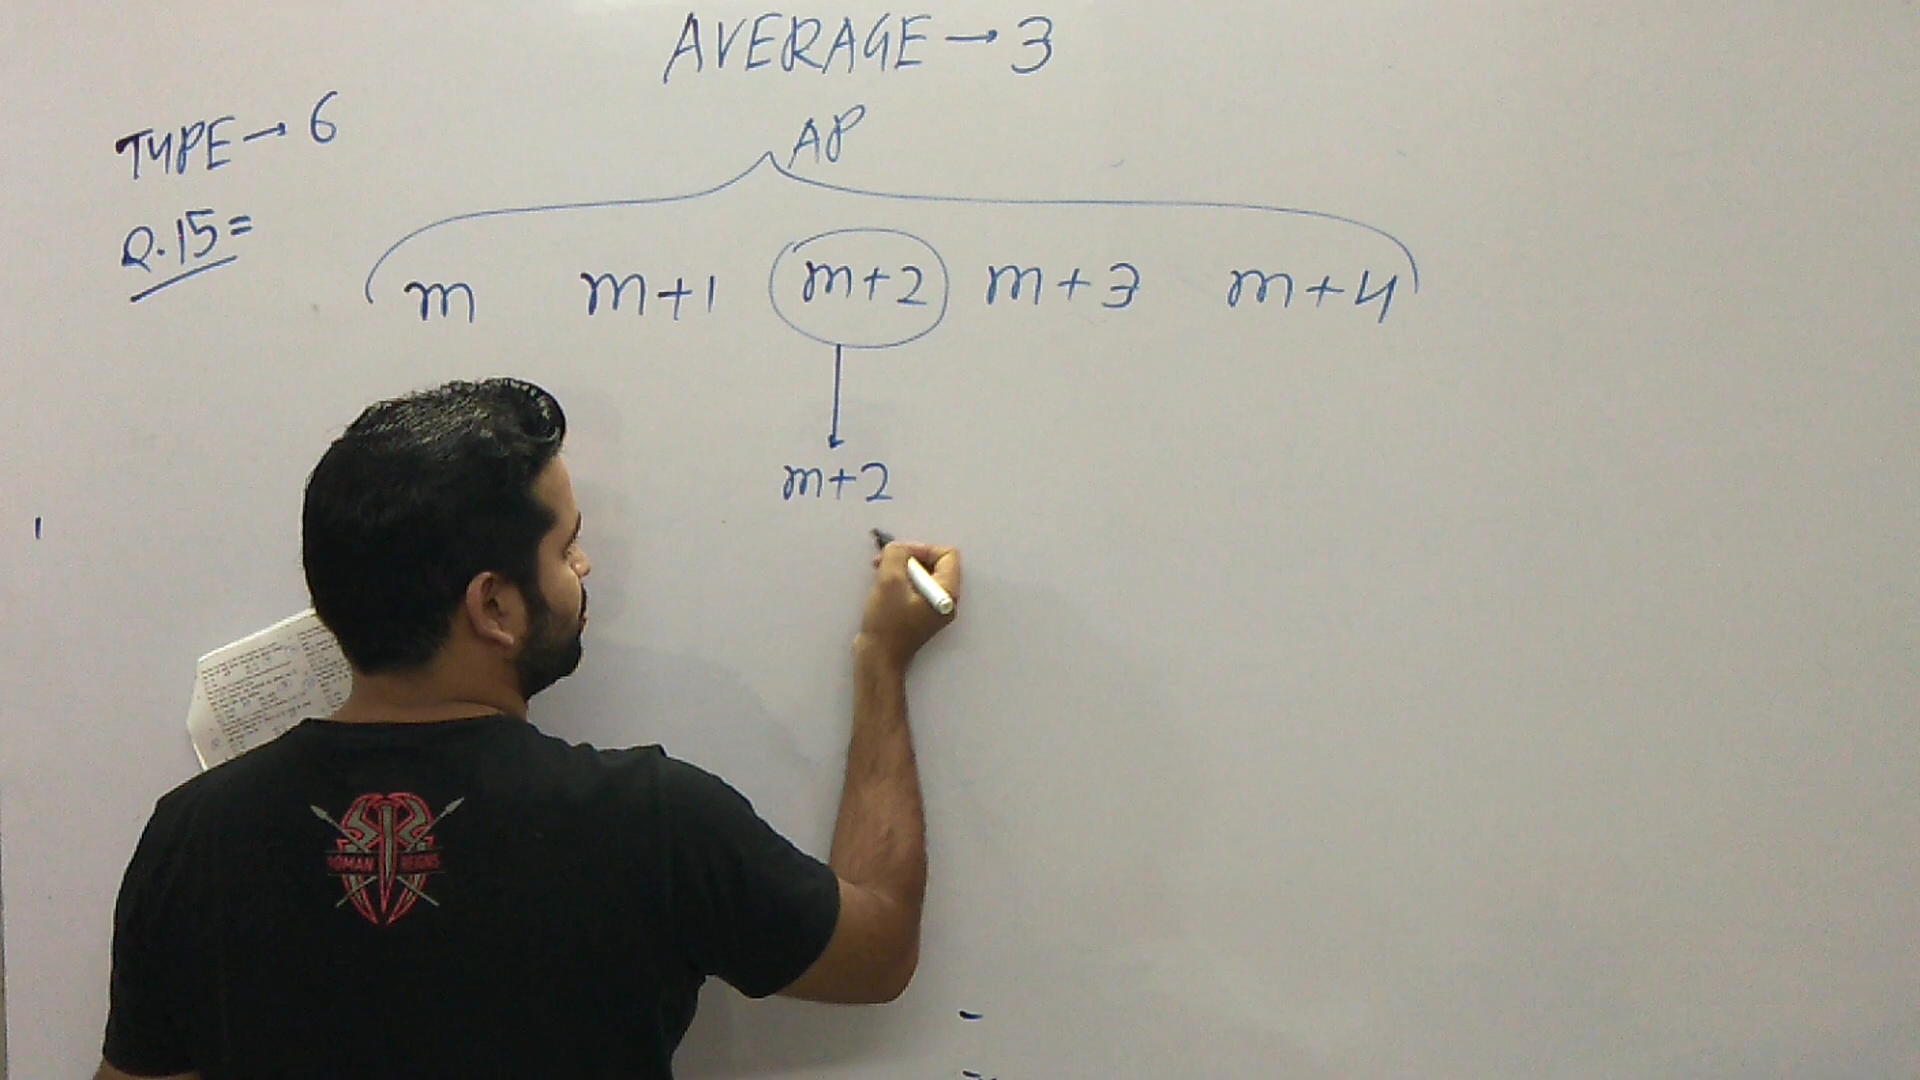 AVERAGE → 3
TYPE → 6
AP
Q.15 =
m m+1 m+2 m+3 m+4
m+2
ROMAN REIGNS